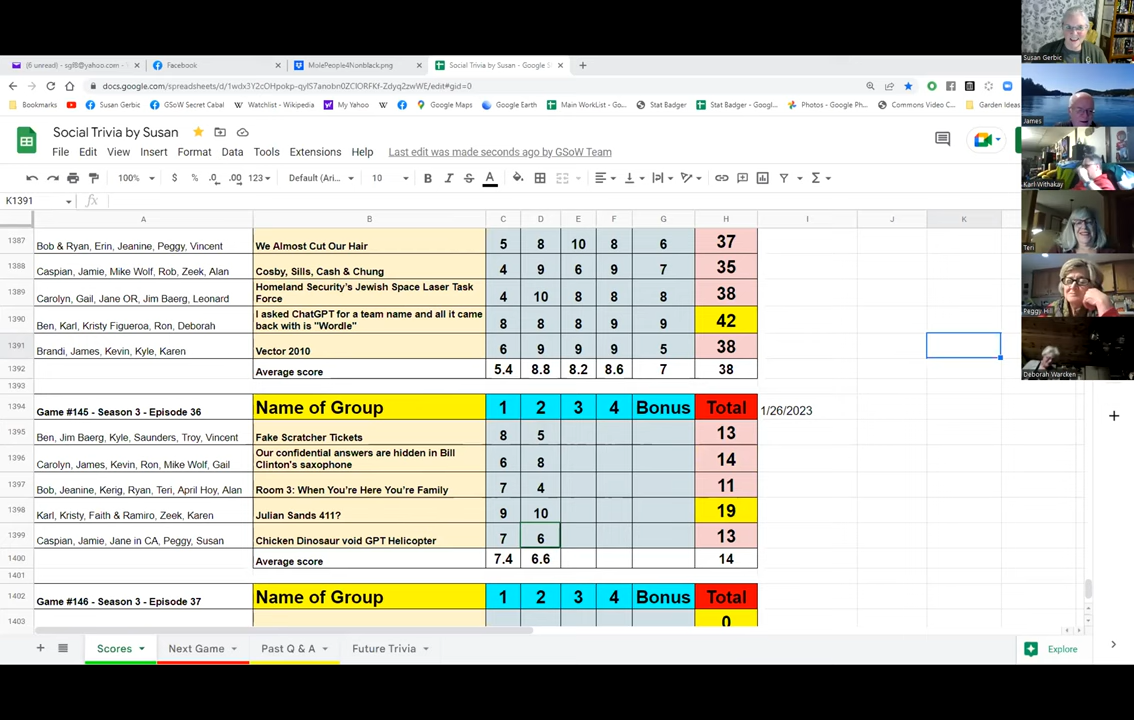 (6 unread) - sgf8@yahoo.com - Facebook MolePeople4Nonblack.png Social Trivia by Susan - Google S
docs.google.com/spreadsheets/d/1wdx3Y2cOHpokp-qyfS7anobn0ZClORFKf-Zdyq2zwWE/edit#gid=0
Bookmarks Susan Gerbic GSoW Secret Cabal Watchlist - Wikipedia My Yahoo Google Maps Google Earth Main WorkList - Go... Stat Badger Stat Badger - Googl... Photos - Google Ph... Commons Video C... Garden Ideas
Social Trivia by Susan
File Edit View Insert Format Data Tools Extensions Help Last edit was made seconds ago by GSoW Team
100% $ % .0 .00 123 Default (Ari... 10 B I S A
K1391 fx
A B C D E F G H I J K
1387 Bob & Ryan, Erin, Jeanine, Peggy, Vincent We Almost Cut Our Hair 5 8 10 8 6 37
1388 Caspian, Jamie, Mike Wolf, Rob, Zeek, Alan Cosby, Sills, Cash & Chung 4 9 6 9 7 35
1389 Carolyn, Gail, Jane OR, Jim Baerg, Leonard Homeland Security's Jewish Space Laser Task
Force 4 10 8 8 8 38
1390 Ben, Karl, Kristy Figueroa, Ron, Deborah I asked ChatGPT for a team name and all it came
back with is "Wordle" 8 8 8 9 9 42
1391 Brandi, James, Kevin, Kyle, Karen Vector 2010 6 9 9 9 5 38
1392 Average score 5.4 8.8 8.2 8.6 7 38
1393
1394 Game #145 - Season 3 - Episode 36 Name of Group 1 2 3 4 Bonus Total 1/26/2023
1395 Ben, Jim Baerg, Kyle, Saunders, Troy, Vincent Fake Scratcher Tickets 8 5 13
1396 Carolyn, James, Kevin, Ron, Mike Wolf, Gail Our confidential answers are hidden in Bill
Clinton's saxophone 6 8 14
1397 Bob, Jeanine, Kerig, Ryan, Teri, April Hoy, Alan Room 3: When You're Here You're Family 7 4 11
1398 Karl, Kristy, Faith & Ramiro, Zeek, Karen Julian Sands 411? 9 10 19
1399 Caspian, Jamie, Jane in CA, Peggy, Susan Chicken Dinosaur void GPT Helicopter 7 6 13
1400 Average score 7.4 6.6 14
1401
1402 Game #146 - Season 3 - Episode 37 Name of Group 1 2 3 4 Bonus Total
1403 0
Scores Next Game Past Q & A Future Trivia Explore
Susan Gerbic
James
Karl Withakay
Teri
Peggy Hill
Deborah Warcken